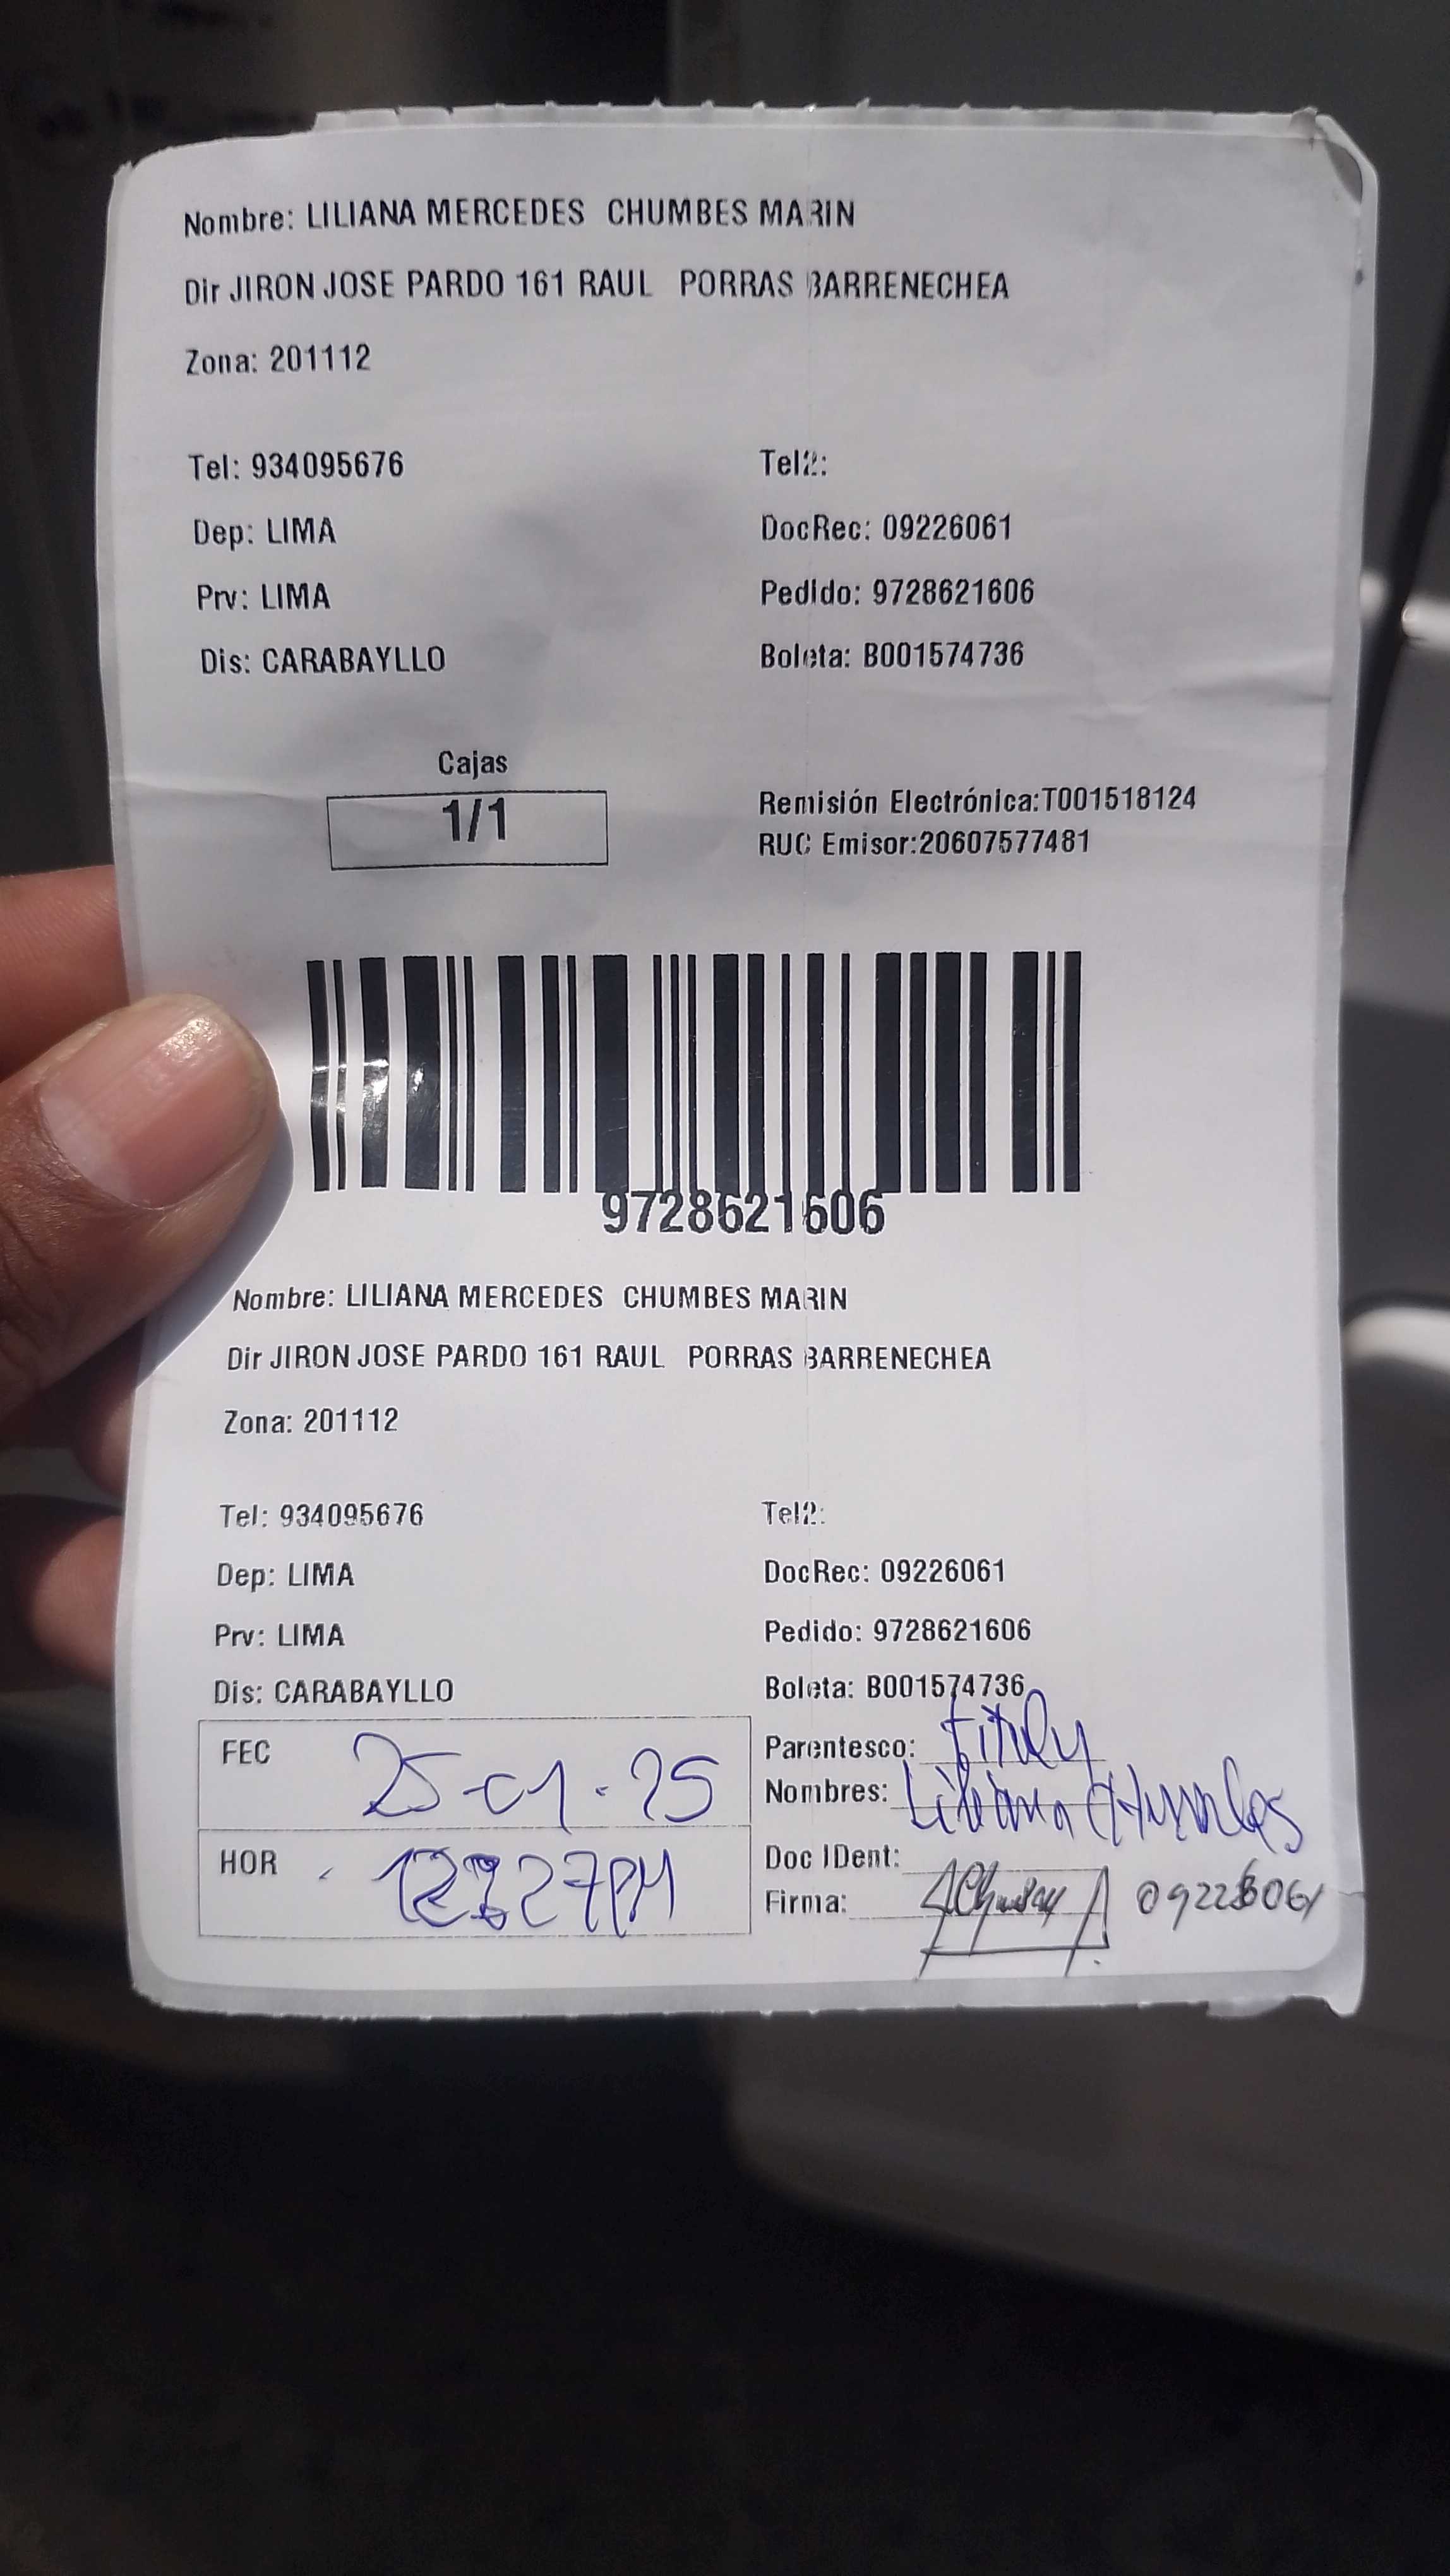 Nombre: LILIANA MERCEDES CHUMBES MARIN
Dir JIRON JOSE PARDO 161 RAUL PORRAS BARRENECHEA
Zona: 201112
Tel: 934095676 Tel2:
Dep: LIMA DocRec: 09226061
Prv: LIMA Pedido: 9728621606
Dis: CARABAYLLO Boleta: B001574736
Cajas
1/1
Remisión Electrónica:T001518124
RUC Emisor:20607577481
9728621606
Nombre: LILIANA MERCEDES CHUMBES MARIN
Dir JIRON JOSE PARDO 161 RAUL PORRAS BARRENECHEA
Zona: 201112
Tel: 934095676 Tel2:
Dep: LIMA DocRec: 09226061
Prv: LIMA Pedido: 9728621606
Dis: CARABAYLLO Boleta: B001574736
FEC 25-01-25 Parentesco:
Nombres: Liliana Chumbes
HOR 12:27PM Doc IDent:
Firma: 09226061